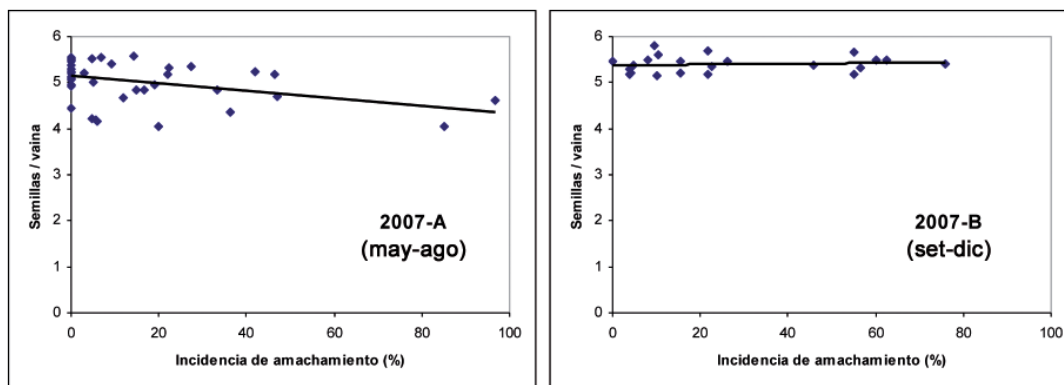 6
5
4
3
2
1
0
Semillas / vaina
2007-A
(may-ago)
0 20 40 60 80 100
Incidencia de amachamiento (%)
6
5
4
3
2
1
0
Semillas / vaina
2007-B
(set-dic)
0 20 40 60 80 100
Incidencia de amachamiento (%)